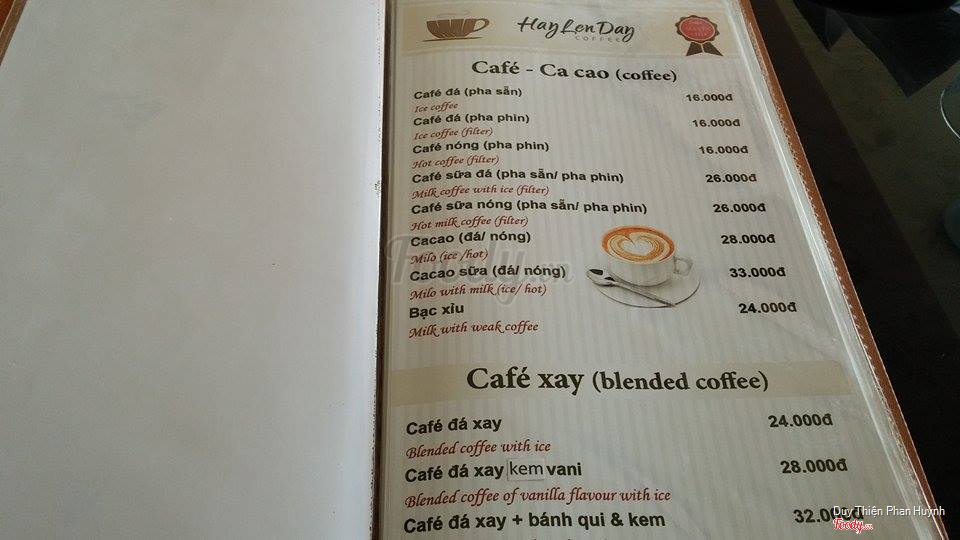 Hay Len Day
COFFEE
Café - Ca cao (coffee)
Café đá (pha sẵn) 16.000đ
Ice coffee
Café đá (pha phin) 16.000đ
Ice coffee (filter)
Café nóng (pha phin) 16.000đ
Hot coffee (filter)
Café sữa đá (pha sẵn/ pha phin) 26.000đ
Milk coffee with ice (filter)
Café sữa nóng (pha sẵn/ pha phin) 26.000đ
Hot milk coffee (filter)
Cacao (đá/ nóng) 28.000đ
Milo (ice /hot)
Cacao sữa (đá/ nóng) 33.000đ
Milo with milk (ice/ hot)
Bạc xỉu 24.000đ
Milk with weak coffee
Foody.vn
Café xay (blended coffee)
Café đá xay 24.000đ
Blended coffee with ice
Café đá xay kem vani 28.000đ
Blended coffee of vanilla flavour with ice
Café đá xay + bánh qui & kem 32.000đ
Duy Thiện Phan Huỳnh
Foody.vn